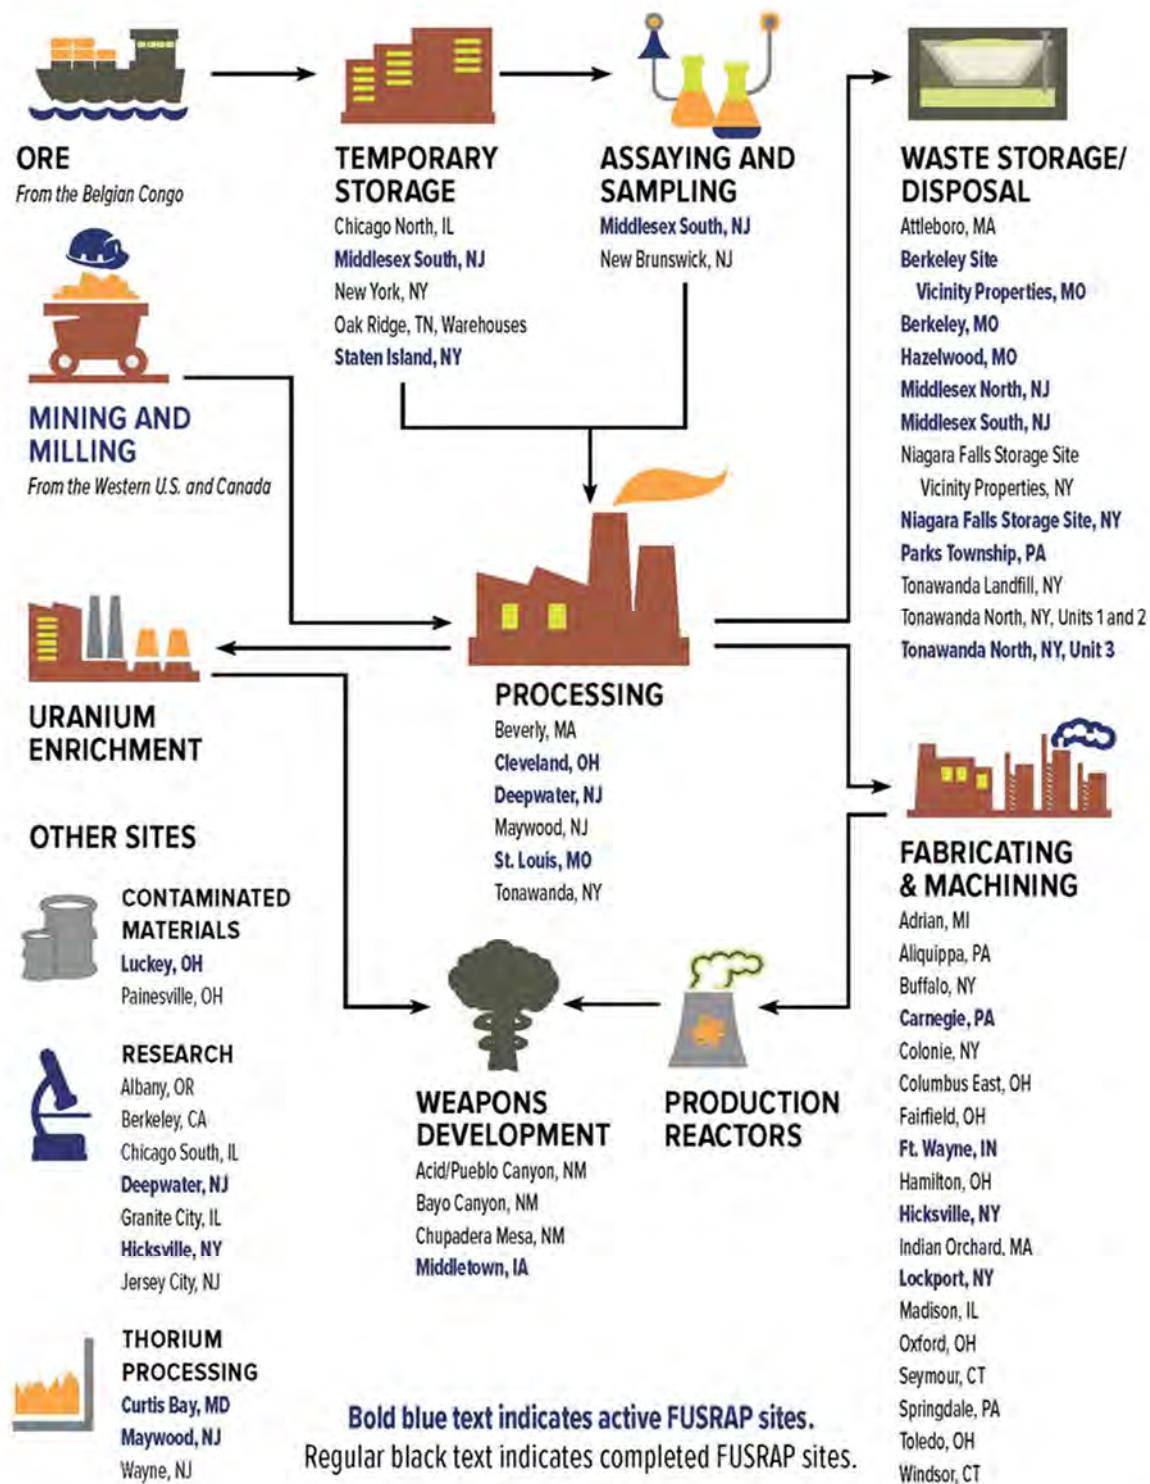 ORE
From the Belgian Congo
TEMPORARY
STORAGE
Chicago North, IL
Middlesex South, NJ
New York, NY
Oak Ridge, TN, Warehouses
Staten Island, NY
ASSAYING AND
SAMPLING
Middlesex South, NJ
New Brunswick, NJ
WASTE STORAGE/
DISPOSAL
Attleboro, MA
Berkeley Site
Vicinity Properties, MO
Berkeley, MO
Hazelwood, MO
Middlesex North, NJ
Middlesex South, NJ
Niagara Falls Storage Site
Vicinity Properties, NY
Niagara Falls Storage Site, NY
Parks Township, PA
Tonawanda Landfill, NY
Tonawanda North, NY, Units 1 and 2
Tonawanda North, NY, Unit 3
MINING AND
MILLING
From the Western U.S. and Canada
URANIUM
ENRICHMENT
PROCESSING
Beverly, MA
Cleveland, OH
Deepwater, NJ
Maywood, NJ
St. Louis, MO
Tonawanda, NY
FABRICATING
& MACHINING
Adrian, MI
Aliquippa, PA
Buffalo, NY
Carnegie, PA
Colonie, NY
Columbus East, OH
Fairfield, OH
Ft. Wayne, IN
Hamilton, OH
Hicksville, NY
Indian Orchard, MA
Lockport, NY
Madison, IL
Oxford, OH
Seymour, CT
Springdale, PA
Toledo, OH
Windsor, CT
WEAPONS
DEVELOPMENT
Acid/Pueblo Canyon, NM
Bayo Canyon, NM
Chupadera Mesa, NM
Middletown, IA
PRODUCTION
REACTORS
OTHER SITES
CONTAMINATED
MATERIALS
Luckey, OH
Painesville, OH
RESEARCH
Albany, OR
Berkeley, CA
Chicago South, IL
Deepwater, NJ
Granite City, IL
Hicksville, NY
Jersey City, NJ
THORIUM
PROCESSING
Curtis Bay, MD
Maywood, NJ
Wayne, NJ
Bold blue text indicates active FUSRAP sites.
Regular black text indicates completed FUSRAP sites.